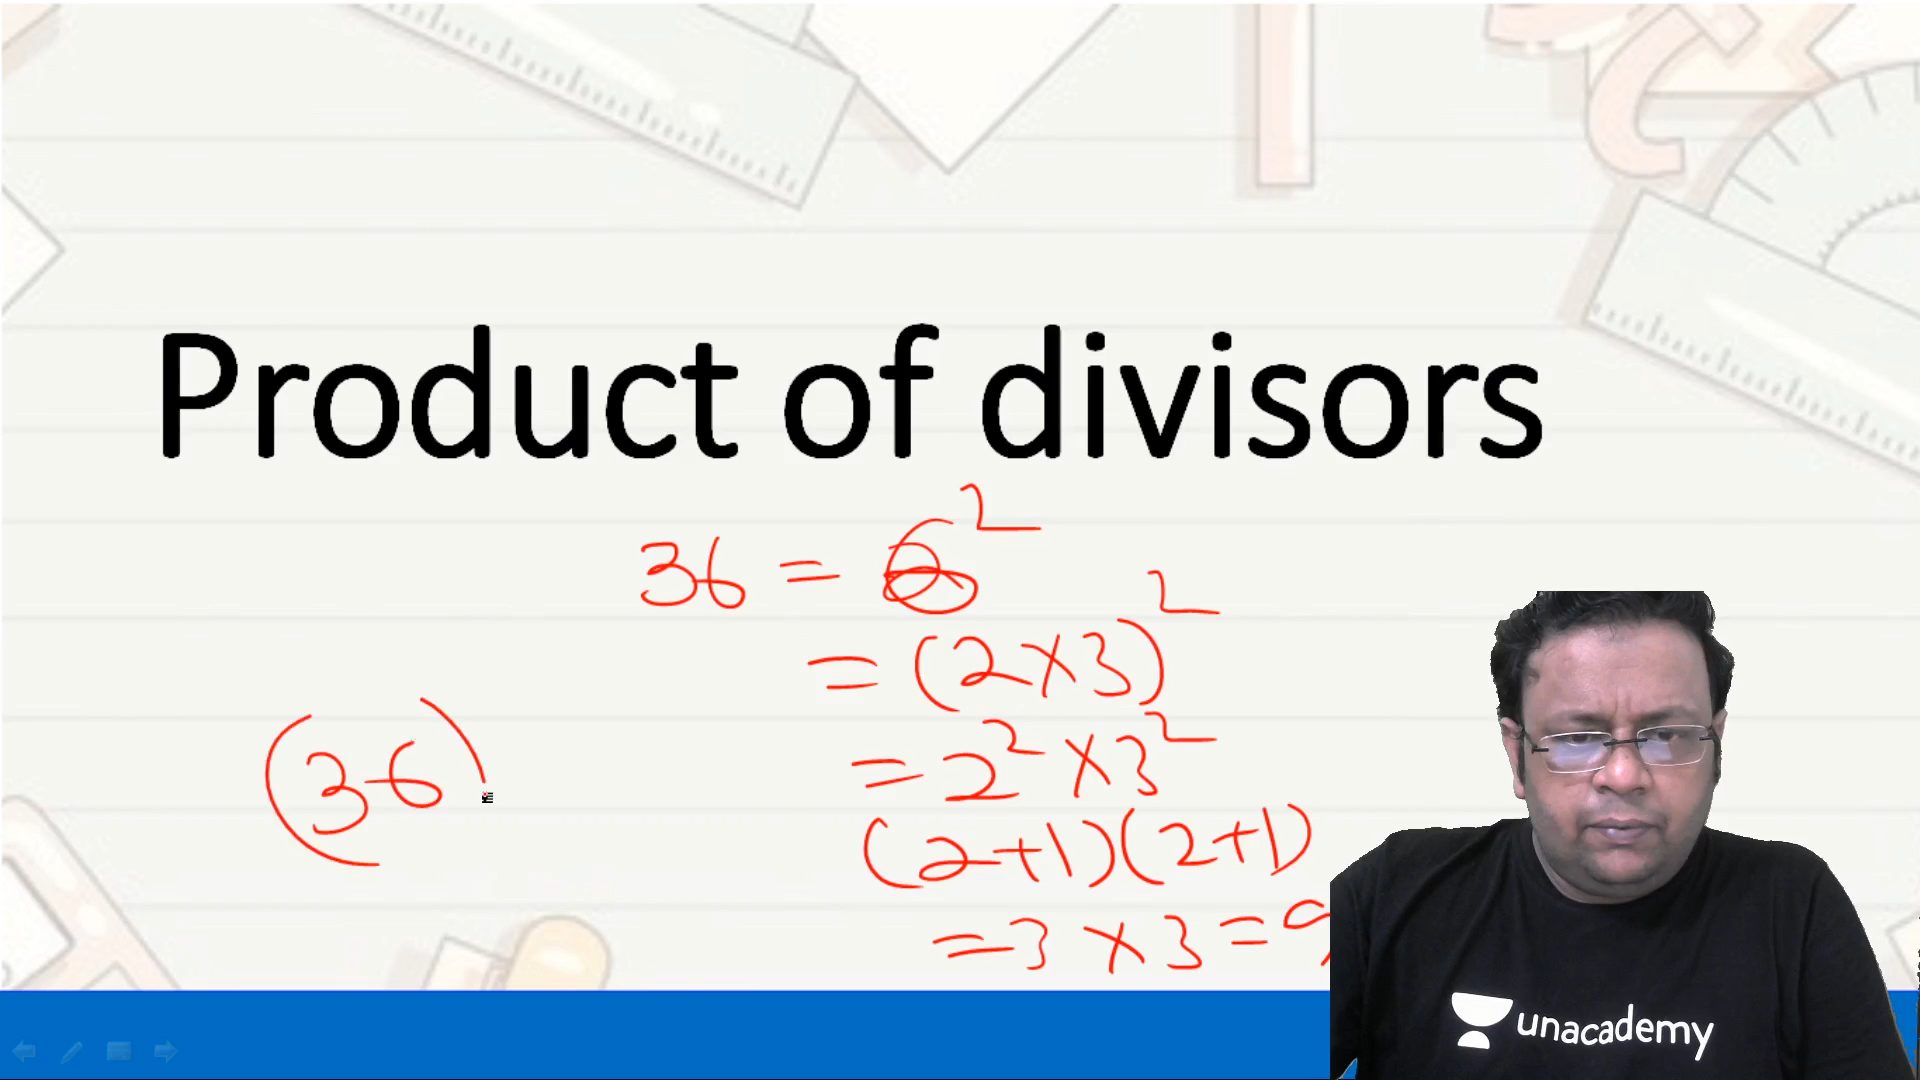 Product of divisors
36 = 6²
= (2×3)²
= 2² × 3²
(36)
(2+1)(2+1)
= 3 × 3 = 9
unacademy